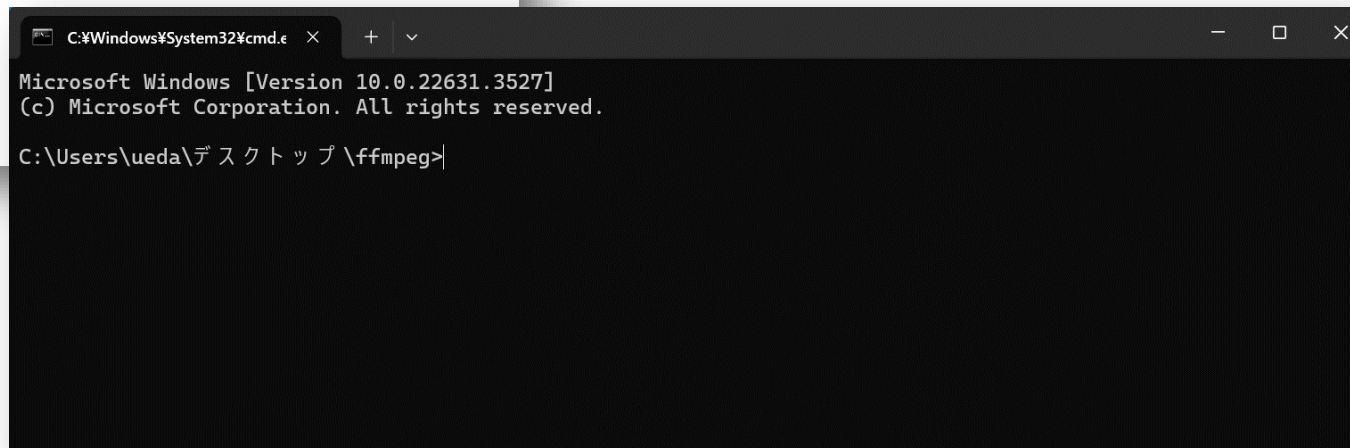 C:¥Windows¥System32¥cmd.e
Microsoft Windows [Version 10.0.22631.3527]
(c) Microsoft Corporation. All rights reserved.
C:\Users\ueda\デスクトップ\ffmpeg>